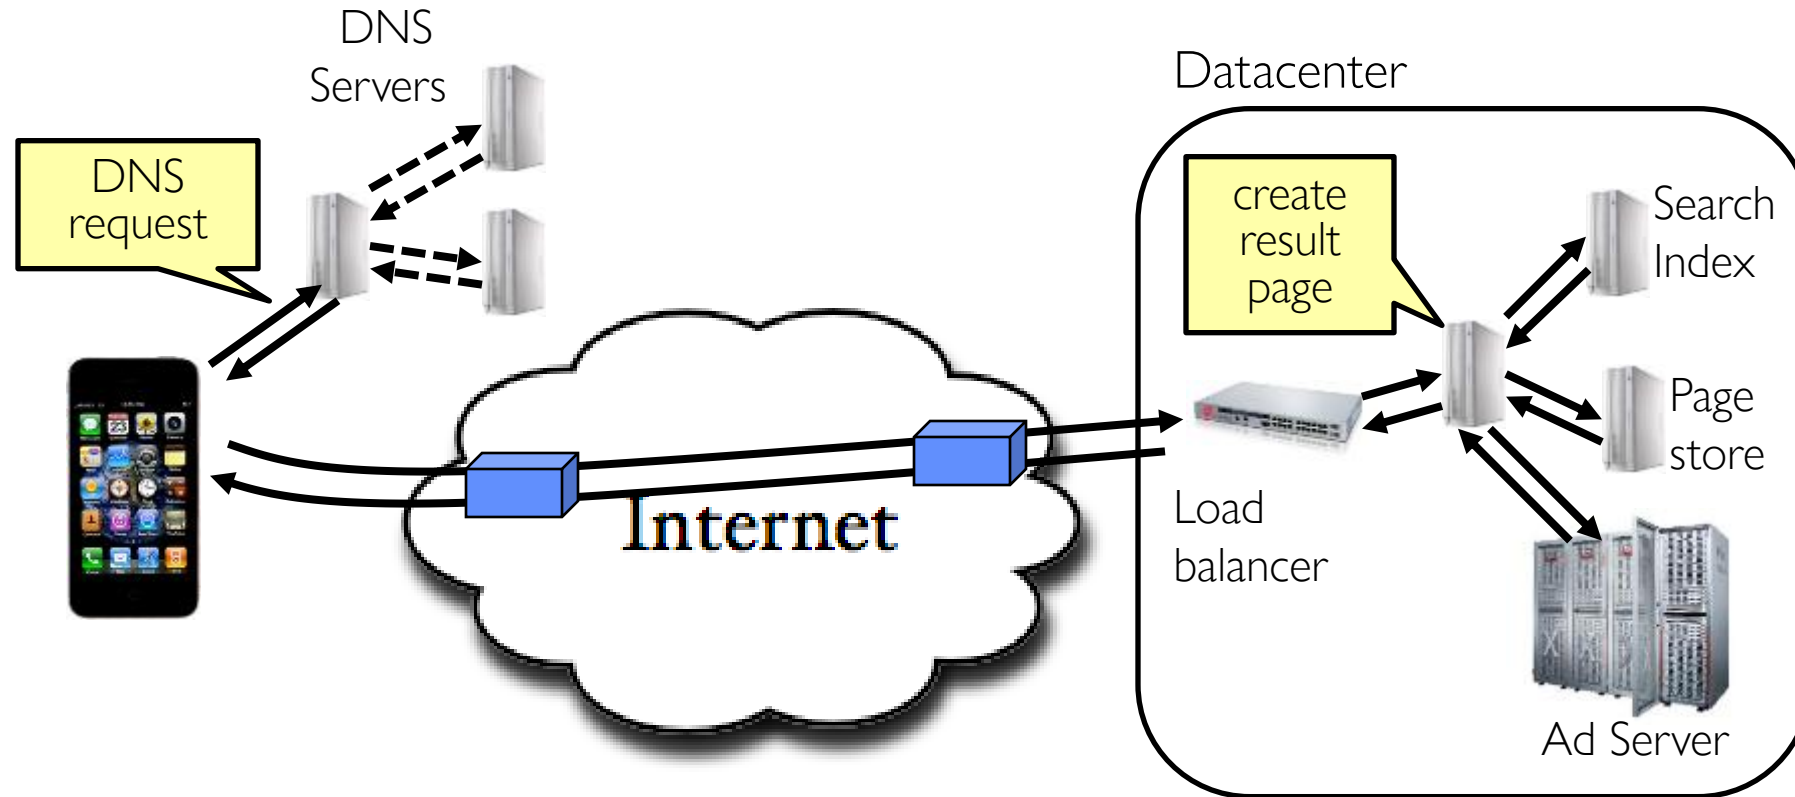 DNS
Servers
DNS
request
Internet
Datacenter
create
result
page
Search
Index
Page
store
Load
balancer
Ad Server